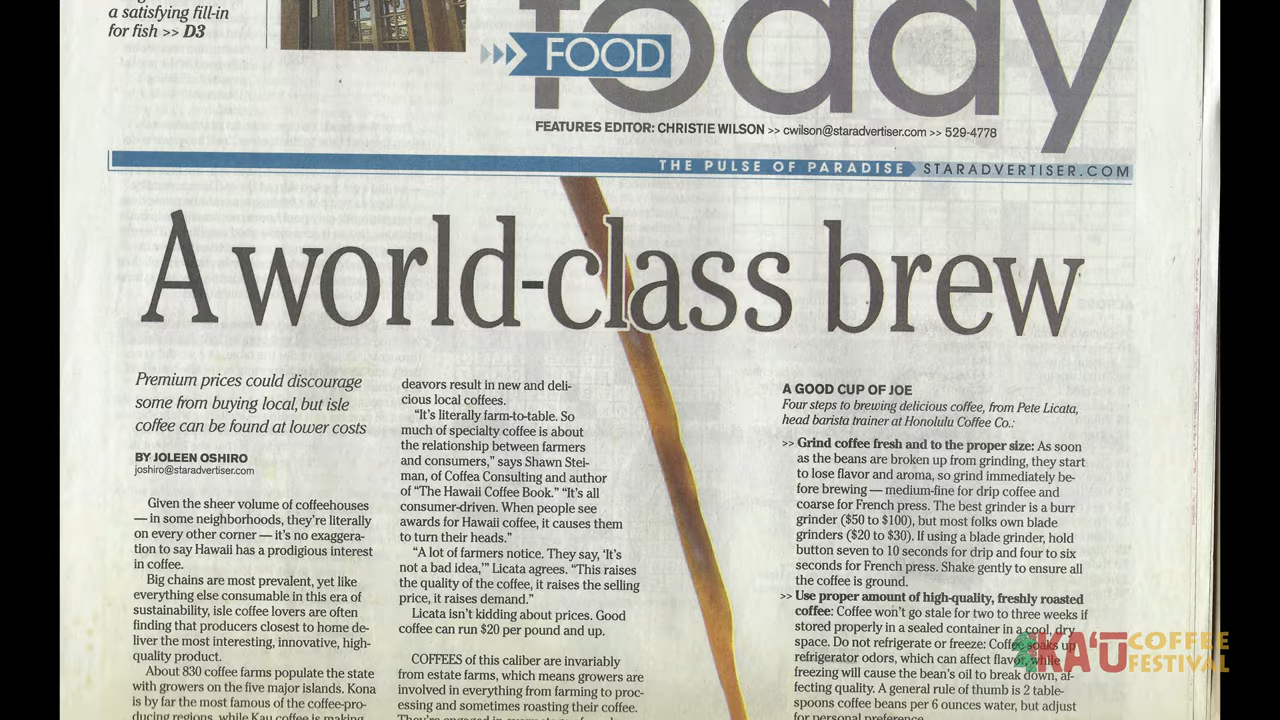 a satisfying fill-in
for fish >> D3
today
FOOD
FEATURES EDITOR: CHRISTIE WILSON >> cwilson@staradvertiser.com >> 529-4778
THE PULSE OF PARADISE STARADVERTISER.COM
A world-class brew
Premium prices could discourage
some from buying local, but isle
coffee can be found at lower costs
BY JOLEEN OSHIRO
joshiro@staradvertiser.com
Given the sheer volume of coffeehouses
— in some neighborhoods, they're literally
on every other corner — it's no exaggera-
tion to say Hawaii has a prodigious interest
in coffee.
Big chains are most prevalent, yet like
everything else consumable in this era of
sustainability, isle coffee lovers are often
finding that producers closest to home de-
liver the most interesting, innovative, high-
quality product.
About 830 coffee farms populate the state
with growers on the five major islands. Kona
is by far the most famous of the coffee-pro-
ducing regions, while Kau coffee is making
deavors result in new and deli-
cious local coffees.
"It's literally farm-to-table. So
much of specialty coffee is about
the relationship between farmers
and consumers," says Shawn Stei-
man, of Coffea Consulting and author
of "The Hawaii Coffee Book." "It's all
consumer-driven. When people see
awards for Hawaii coffee, it causes them
to turn their heads."
"A lot of farmers notice. They say, 'It's
not a bad idea,'" Licata agrees. "This raises
the quality of the coffee, it raises the selling
price, it raises demand."
Licata isn't kidding about prices. Good
coffee can run $20 per pound and up.
COFFEES of this caliber are invariably
from estate farms, which means growers are
involved in everything from farming to proc-
essing and sometimes roasting their coffee.
They're engaged in every
A GOOD CUP OF JOE
Four steps to brewing delicious coffee, from Pete Licata,
head barista trainer at Honolulu Coffee Co.:
>> Grind coffee fresh and to the proper size: As soon
as the beans are broken up from grinding, they start
to lose flavor and aroma, so grind immediately be-
fore brewing — medium-fine for drip coffee and
coarse for French press. The best grinder is a burr
grinder ($50 to $100), but most folks own blade
grinders ($20 to $30). If using a blade grinder, hold
button seven to 10 seconds for drip and four to six
seconds for French press. Shake gently to ensure all
the coffee is ground.
>> Use proper amount of high-quality, freshly roasted
coffee: Coffee won't go stale for two to three weeks if
stored properly in a sealed container in a cool, dry
space. Do not refrigerate or freeze: Coffee soaks up
refrigerator odors, which can affect flavor, while
freezing will cause the bean's oil to break down, af-
fecting quality. A general rule of thumb is 2 table-
spoons coffee beans per 6 ounces water, but adjust
for personal preference.
KA'Ū COFFEE
FESTIVAL